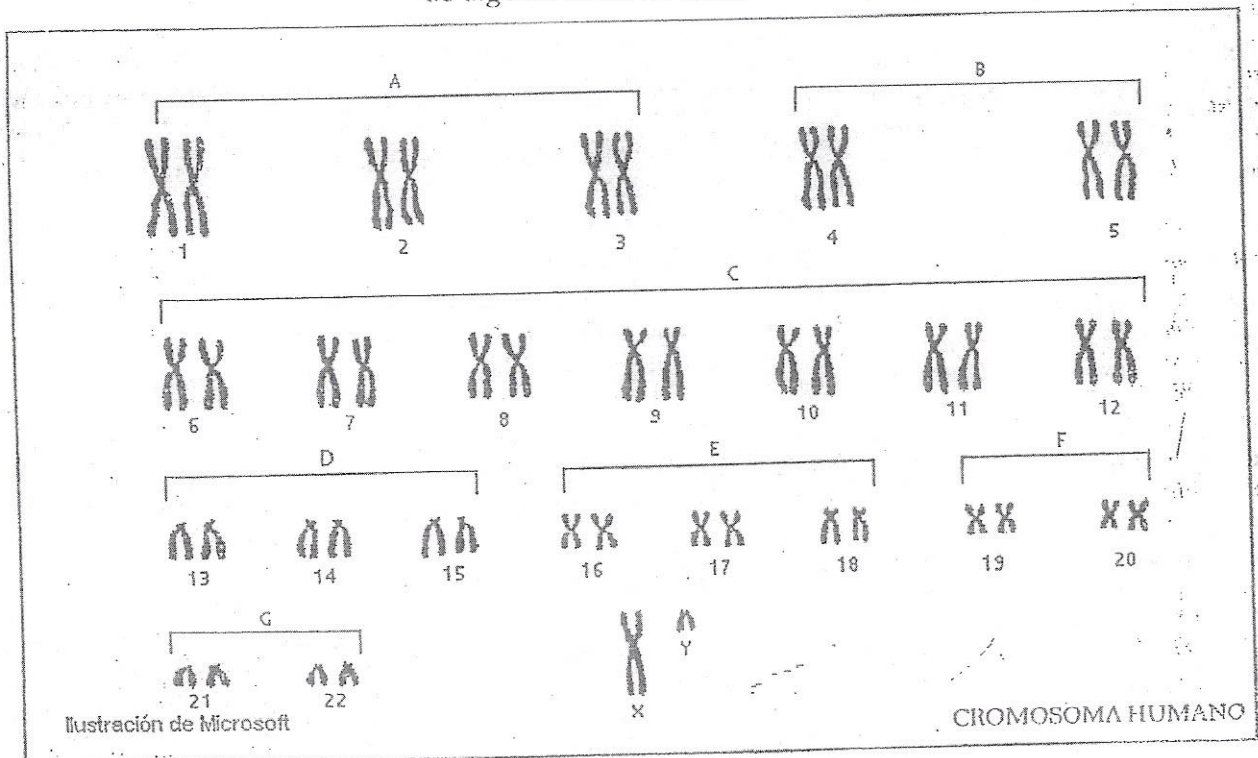 A B
1 2 3 4 5
C
6 7 8 9 10 11 12
D E F
13 14 15 16 17 18 19 20
G
21 22 X Y
Ilustración de Microsoft
CROMOSOMA HUMANO